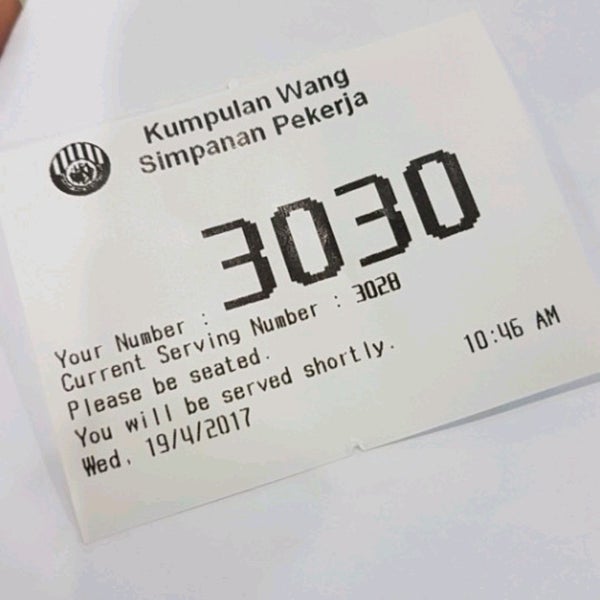 Kumpulan Wang
Simpanan Pekerja
Your Number : 3030
Current Serving Number : 3028
Please be seated.
You will be served shortly.
Wed, 19/4/2017 10:46 AM